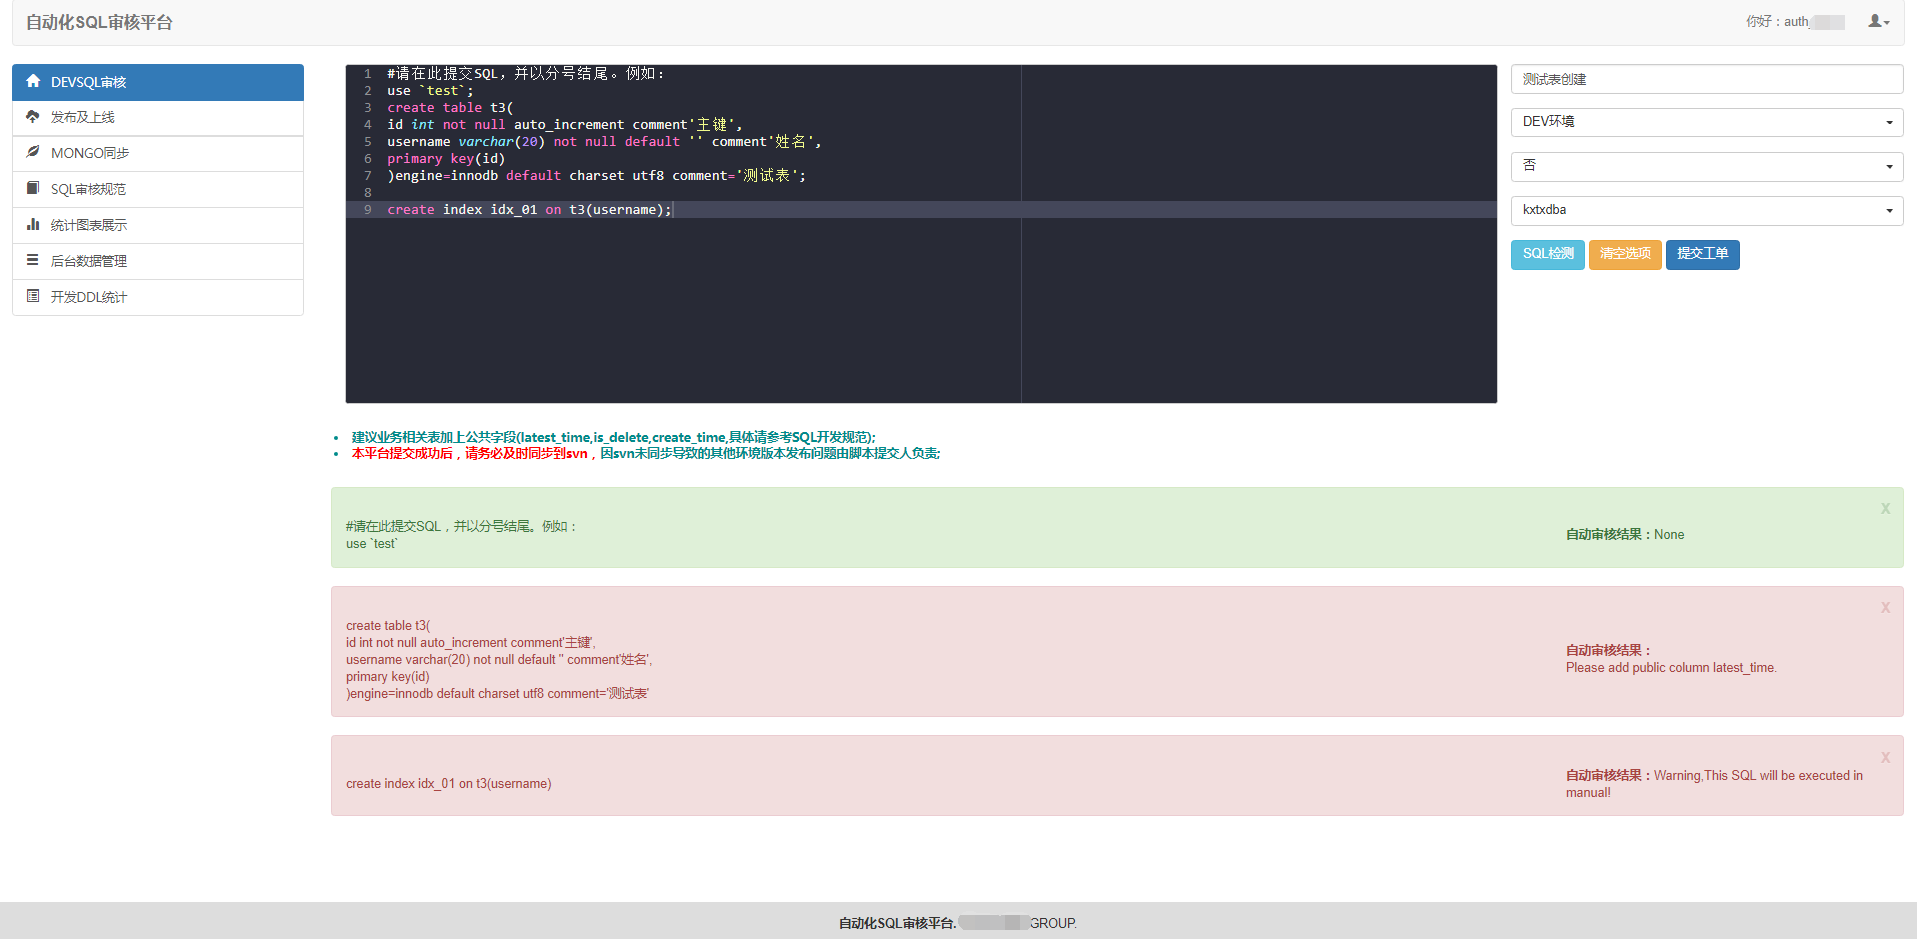 自动化SQL审核平台
你好：auth_
DEVSQL审核
发布及上线
MONGO同步
SQL审核规范
统计图表展示
后台数据管理
开发DDL统计
1 #请在此提交SQL，并以分号结尾。例如：
2 use `test`;
3 create table t3(
4 id int not null auto_increment comment'主键',
5 username varchar(20) not null default '' comment'姓名',
6 primary key(id)
7 )engine=innodb default charset utf8 comment='测试表';
8
9 create index idx_01 on t3(username);
测试表创建
DEV环境
否
kxtxdba
SQL检测 清空选项 提交工单
建议业务相关表加上公共字段(latest_time,is_delete,create_time,具体请参考SQL开发规范);
本平台提交成功后，请务必及时同步到svn，因svn未同步导致的其他环境版本发布问题由脚本提交人负责;
X
#请在此提交SQL，并以分号结尾。例如：
use `test`
自动审核结果：None
X
create table t3(
id int not null auto_increment comment'主键',
username varchar(20) not null default '' comment'姓名',
primary key(id)
)engine=innodb default charset utf8 comment='测试表'
自动审核结果：
Please add public column latest_time.
X
create index idx_01 on t3(username)
自动审核结果：Warning,This SQL will be executed in
manual!
自动化SQL审核平台. GROUP.